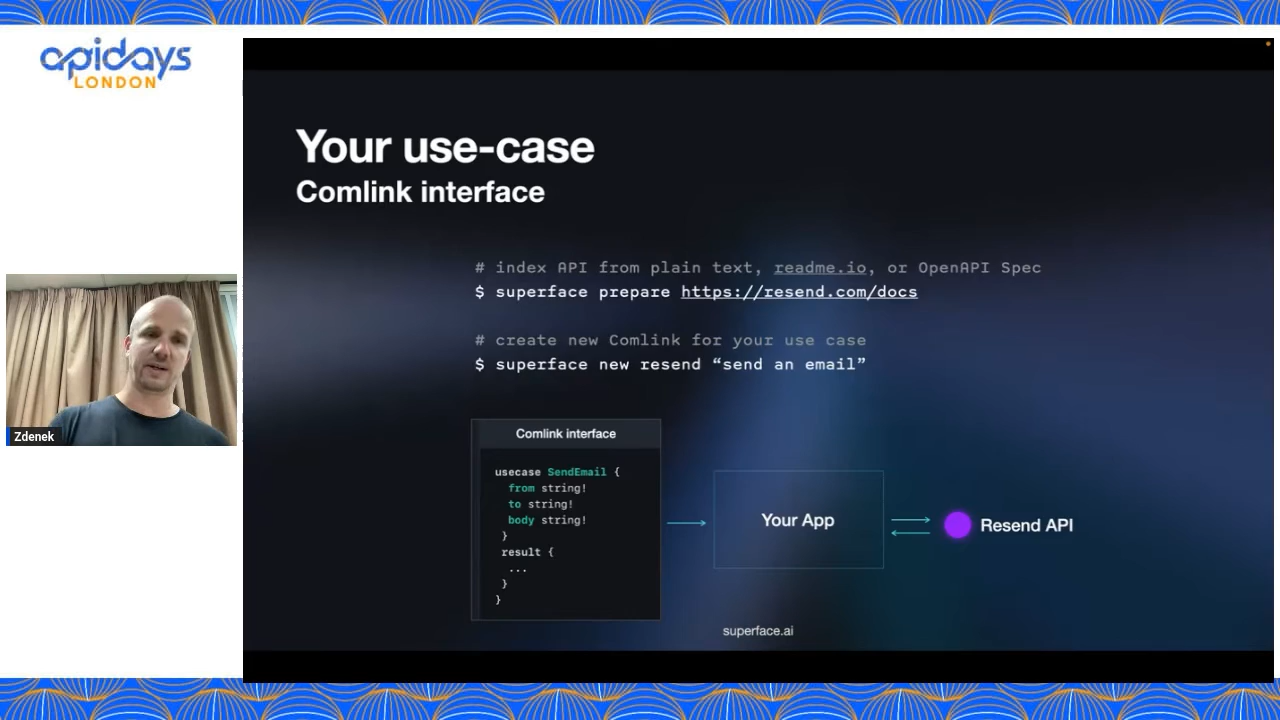 apidays
LONDON
Your use-case
Comlink interface
# index API from plain text, readme.io, or OpenAPI Spec
$ superface prepare https://resend.com/docs
# create new Comlink for your use case
$ superface new resend “send an email”
Comlink interface
usecase SendEmail {
from string!
to string!
body string!
}
result {
...
}
}
Your App
Resend API
superface.ai
Zdenek